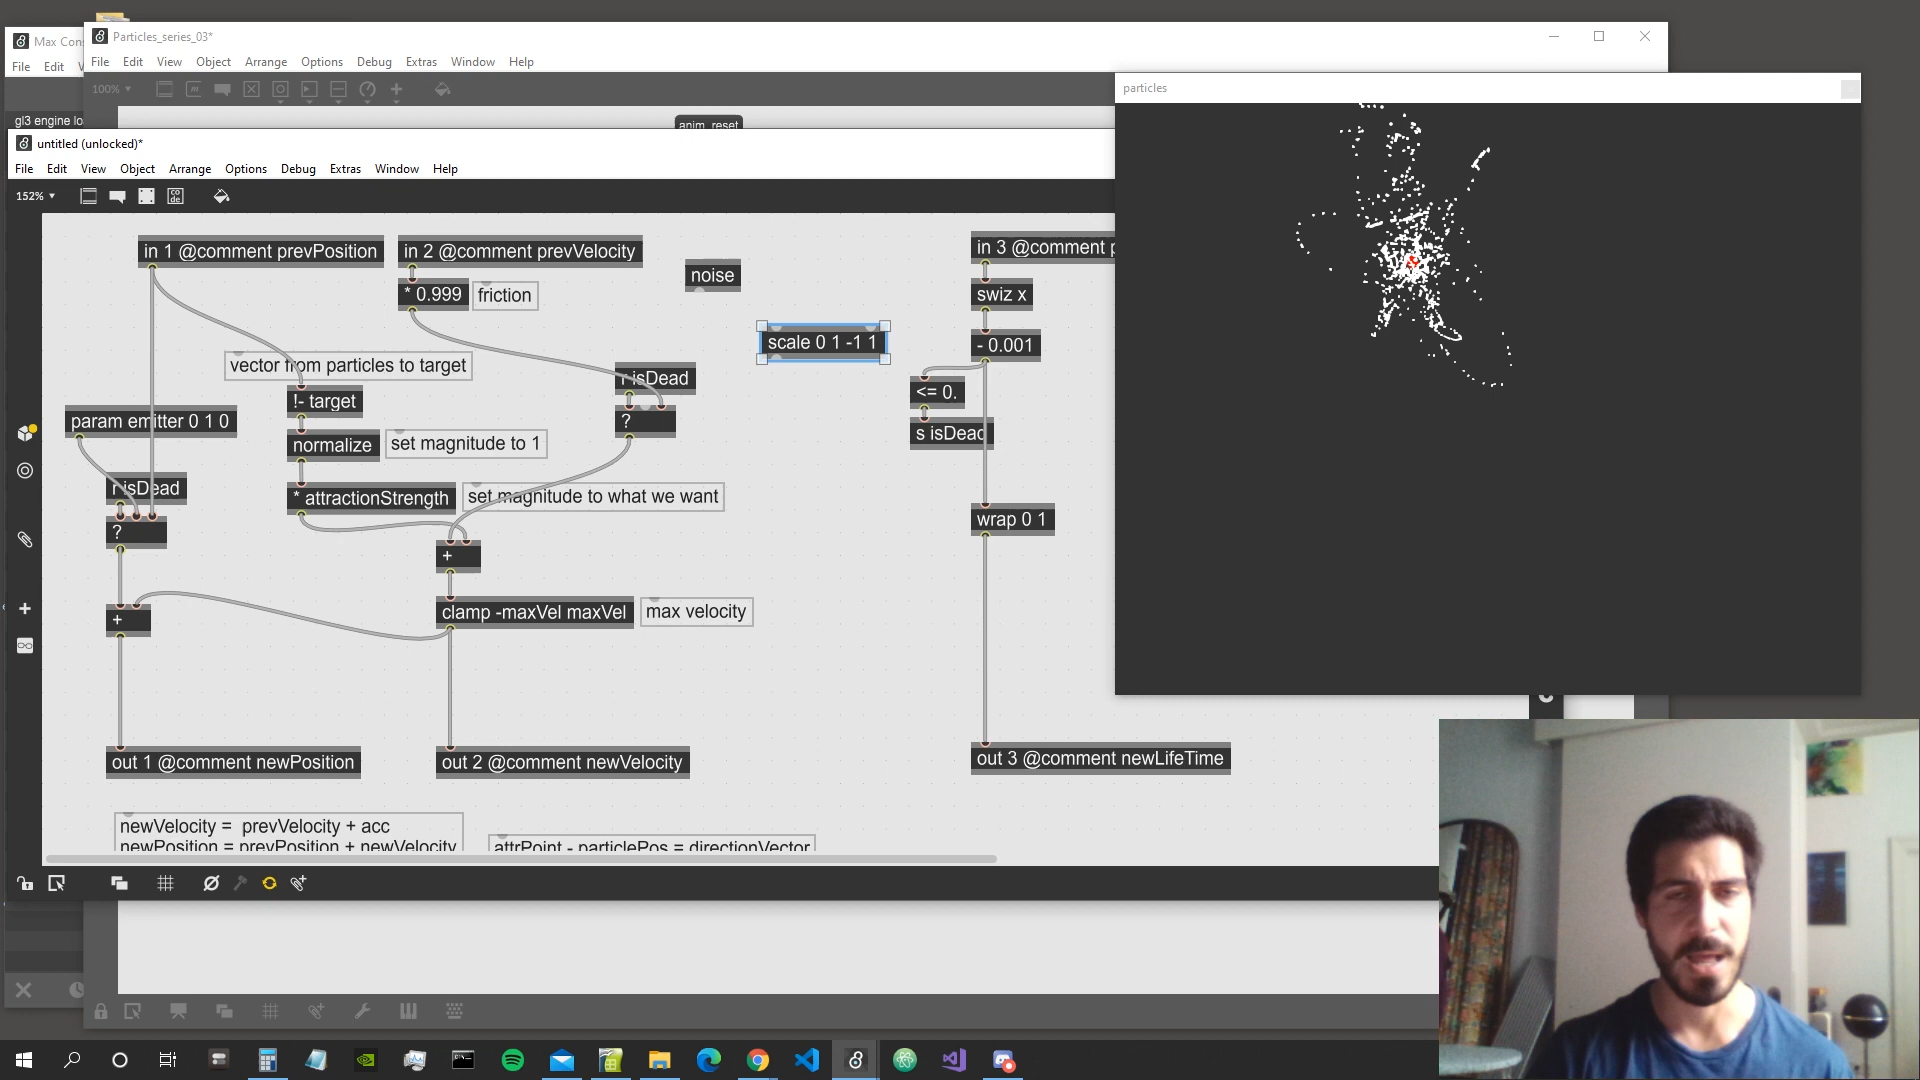 Max Con
File Edit V
gl3 engine lo
Particles_series_03*
File Edit View Object Arrange Options Debug Extras Window Help
100%
anim_reset
particles
untitled (unlocked)*
File Edit View Object Arrange Options Debug Extras Window Help
152%
in 1 @comment prevPosition
in 2 @comment prevVelocity
in 3 @comment p
noise
* 0.999
friction
swiz x
scale 0 1 -1 1
- 0.001
vector from particles to target
r isDead
<= 0.
!- target
param emitter 0 1 0
?
s isDead
normalize
set magnitude to 1
r isDead
* attractionStrength
set magnitude to what we want
?
wrap 0 1
+
+
clamp -maxVel maxVel
max velocity
out 1 @comment newPosition
out 2 @comment newVelocity
out 3 @comment newLifeTime
newVelocity = prevVelocity + acc
newPosition = prevPosition + newVelocity
attrPoint - particlePos = directionVector